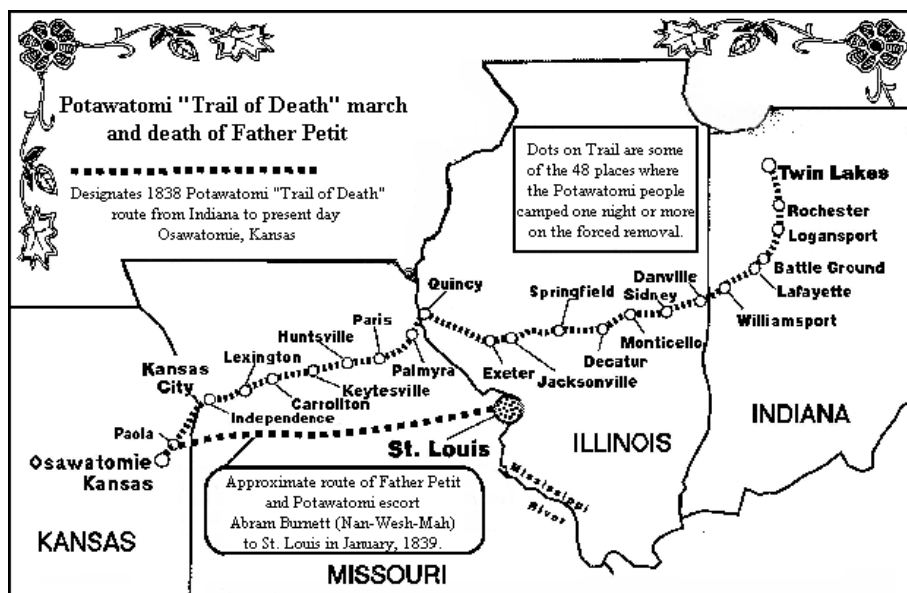 Potawatomi "Trail of Death" march
and death of Father Petit
Designates 1838 Potawatomi "Trail of Death"
route from Indiana to present day
Osawatomie, Kansas
Dots on Trail are some
of the 48 places where
the Potawatomi people
camped one night or more
on the forced removal.
Twin Lakes
Rochester
Logansport
Battle Ground
Lafayette
Williamsport
Danville
Sidney
Monticello
Decatur
Springfield
Jacksonville
Exeter
Quincy
Palmyra
Paris
Huntsville
Keytesville
Carrollton
Lexington
Independence
Kansas
City
Paola
Osawatomie
Kansas
St. Louis
Mississippi
River
INDIANA
ILLINOIS
MISSOURI
KANSAS
Approximate route of Father Petit
and Potawatomi escort
Abram Burnett (Nan-Wesh-Mah)
to St. Louis in January, 1839.